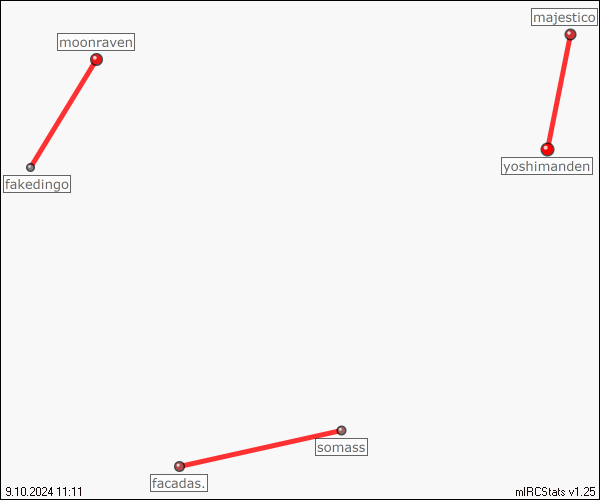 majestico
moonraven
yoshimanden
fakedingo
somass
facadas.
9.10.2024 11:11
mIRCStats v1.25